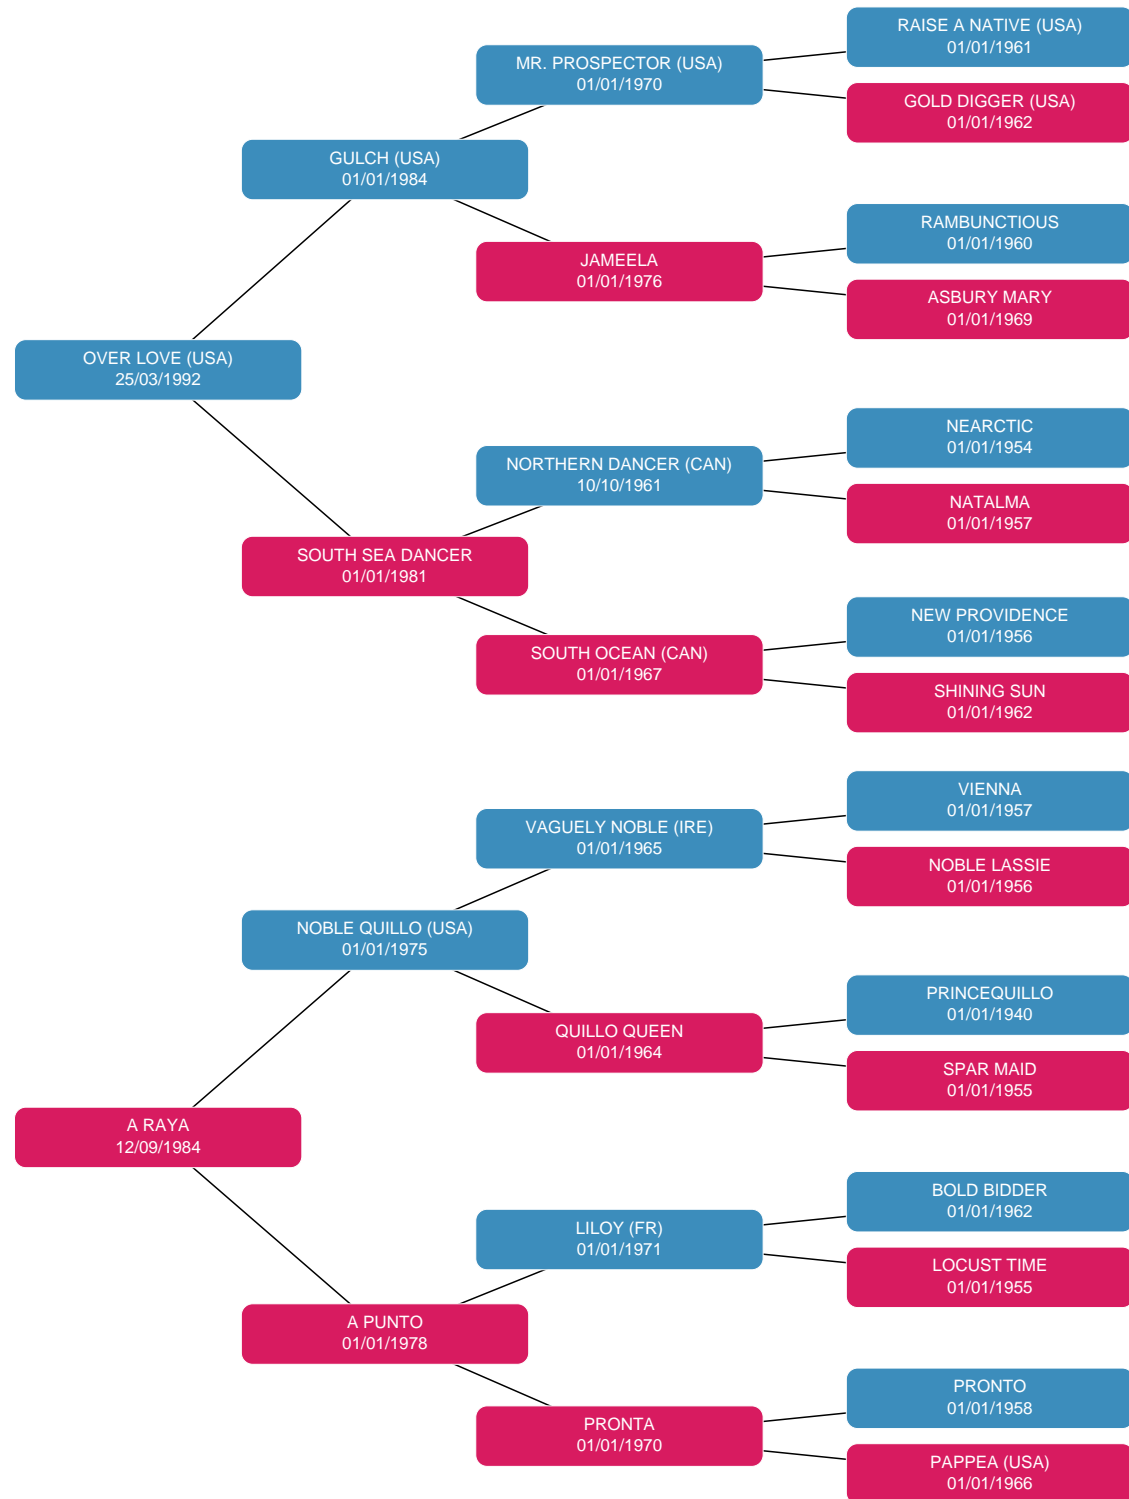 RAISE A NATIVE (USA)
01/01/1961
MR. PROSPECTOR (USA)
01/01/1970
GOLD DIGGER (USA)
01/01/1962
GULCH (USA)
01/01/1984
RAMBUNCTIOUS
01/01/1960
JAMEELA
01/01/1976
ASBURY MARY
01/01/1969
OVER LOVE (USA)
25/03/1992
NEARCTIC
01/01/1954
NORTHERN DANCER (CAN)
10/10/1961
NATALMA
01/01/1957
SOUTH SEA DANCER
01/01/1981
NEW PROVIDENCE
01/01/1956
SOUTH OCEAN (CAN)
01/01/1967
SHINING SUN
01/01/1962
VIENNA
01/01/1957
VAGUELY NOBLE (IRE)
01/01/1965
NOBLE LASSIE
01/01/1956
NOBLE QUILLO (USA)
01/01/1975
PRINCEQUILLO
01/01/1940
QUILLO QUEEN
01/01/1964
SPAR MAID
01/01/1955
A RAYA
12/09/1984
BOLD BIDDER
01/01/1962
LILOY (FR)
01/01/1971
LOCUST TIME
01/01/1955
A PUNTO
01/01/1978
PRONTO
01/01/1958
PRONTA
01/01/1970
PAPPEA (USA)
01/01/1966